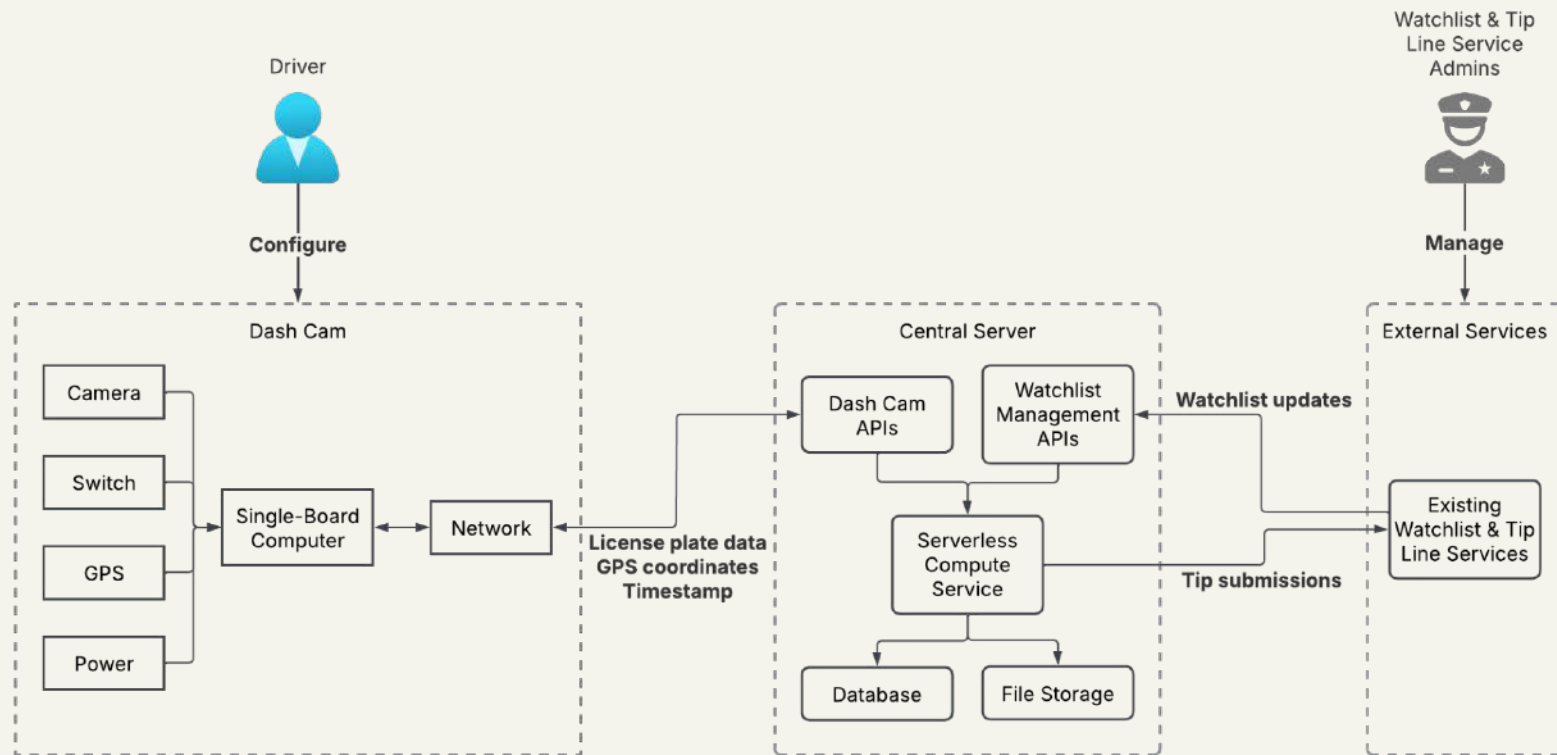 Driver
Configure
Dash Cam
Camera
Switch
GPS
Power
Single-Board
Computer
Network
License plate data
GPS coordinates
Timestamp
Central Server
Dash Cam
APIs
Watchlist
Management
APIs
Serverless
Compute
Service
Database
File Storage
Watchlist updates
Tip submissions
Watchlist & Tip
Line Service
Admins
Manage
External Services
Existing
Watchlist & Tip
Line Services